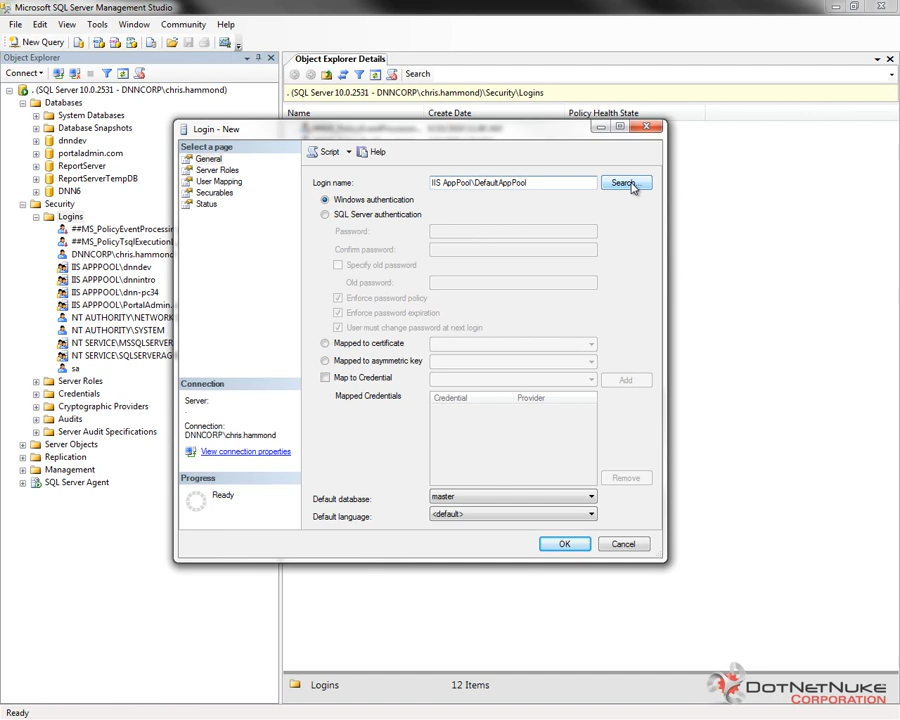 Microsoft SQL Server Management Studio
File Edit View Tools Window Community Help
New Query
Object Explorer
Connect
. (SQL Server 10.0.2531 - DNNCORP\chris.hammond)
Databases
System Databases
Database Snapshots
dnndev
portaladmin.com
ReportServer
ReportServerTempDB
DNN6
Security
Logins
##MS_PolicyEventProcessin
##MS_PolicyTsqlExecutionL
DNNCORP\chris.hammond
IIS APPPOOL\dnndev
IIS APPPOOL\dnnintro
IIS APPPOOL\dnn-pc34
IIS APPPOOL\PortalAdmin.
NT AUTHORITY\NETWORK
NT AUTHORITY\SYSTEM
NT SERVICE\MSSQLSERVER
NT SERVICE\SQLSERVERAG
sa
Server Roles
Credentials
Cryptographic Providers
Audits
Server Audit Specifications
Server Objects
Replication
Management
SQL Server Agent
Object Explorer Details
Search
. (SQL Server 10.0.2531 - DNNCORP\chris.hammond)\Security\Logins
Name Create Date Policy Health State
Login - New
Select a page
General
Server Roles
User Mapping
Securables
Status
Connection
Server:
.
Connection:
DNNCORP\chris.hammond
View connection properties
Progress
Ready
Script Help
Login name: IIS AppPool\DefaultAppPool Search...
Windows authentication
SQL Server authentication
Password:
Confirm password:
Specify old password
Old password:
Enforce password policy
Enforce password expiration
User must change password at next login
Mapped to certificate
Mapped to asymmetric key
Map to Credential Add
Mapped Credentials Credential Provider
Remove
Default database: master
Default language: <default>
OK Cancel
Logins 12 Items
DotNetNuke
CORPORATION
Ready